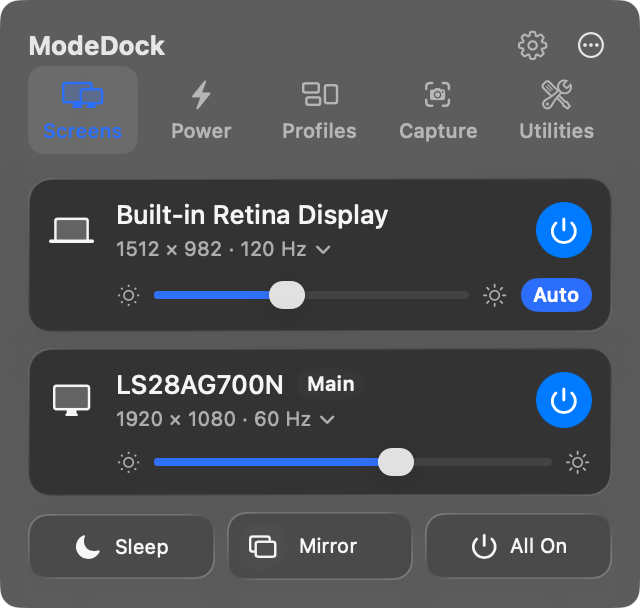 ModeDock
Screens Power Profiles Capture Utilities
Built-in Retina Display
1512 × 982 · 120 Hz
Auto
LS28AG700N Main
1920 × 1080 · 60 Hz
Sleep Mirror All On